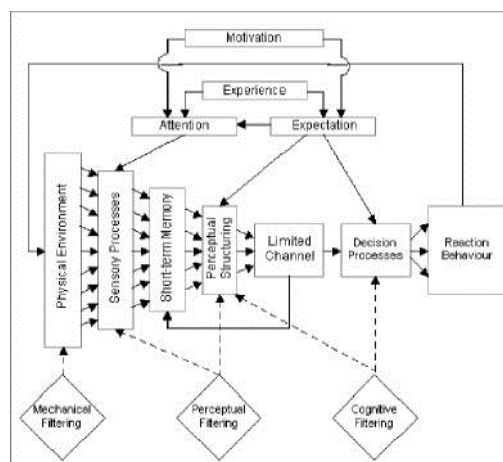 Motivation
Experience
Attention
Expectation
Physical Environment
Sensory Processes
Short-term Memory
Perceptual
Structuring
Limited
Channel
Decision
Processes
Reaction
Behaviour
Mechanical
Filtering
Perceptual
Filtering
Cognitive
Filtering